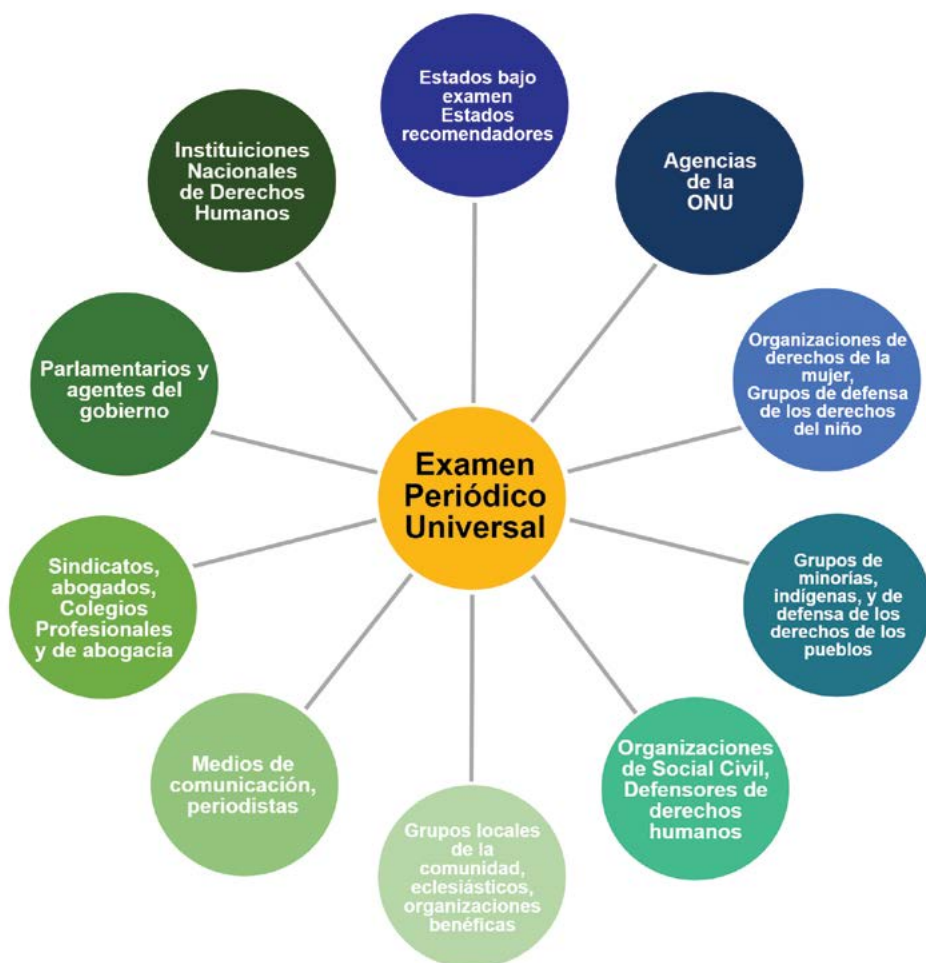 Estados bajo
examen
Estados
recomendadores
Agencias
de la
ONU
Organizaciones de
derechos de la
mujer,
Grupos de defensa
de los derechos
del niño
Grupos de
minorías,
indígenas, y de
defensa de los
derechos de los
pueblos
Organizaciones
de Social Civil,
Defensores de
derechos
humanos
Grupos locales
de la
comunidad,
eclesiásticos,
organizaciones
benéficas
Medios de
comunicación,
periodistas
Sindicatos,
abogados,
Colegios
Profesionales
y de abogacía
Parlamentarios y
agentes del
gobierno
Instituiciones
Nacionales
de Derechos
Humanos
Examen
Periódico
Universal